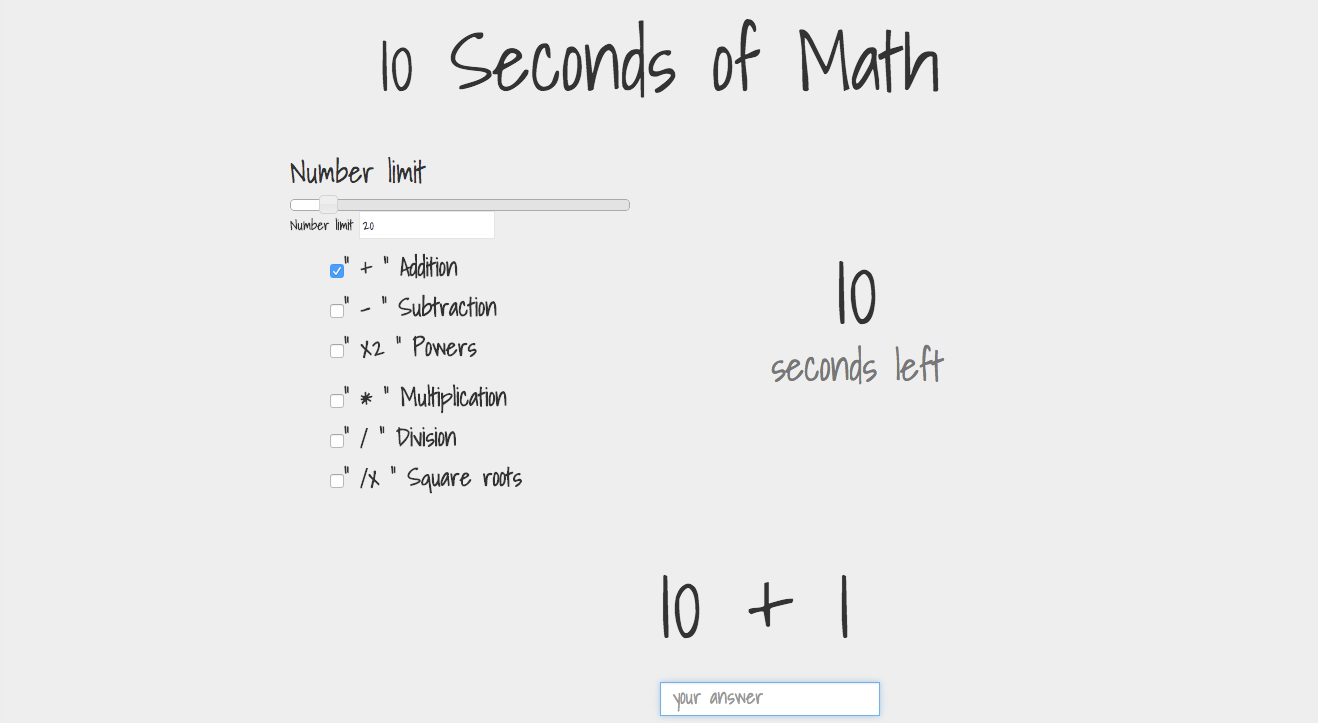 10 Seconds of Math
Number limit
Number limit 20
" + " Addition
" - " Subtraction
" X2 " Powers
" * " Multiplication
" / " Division
" /X " Square roots
10
seconds left
10 + 1
your answer